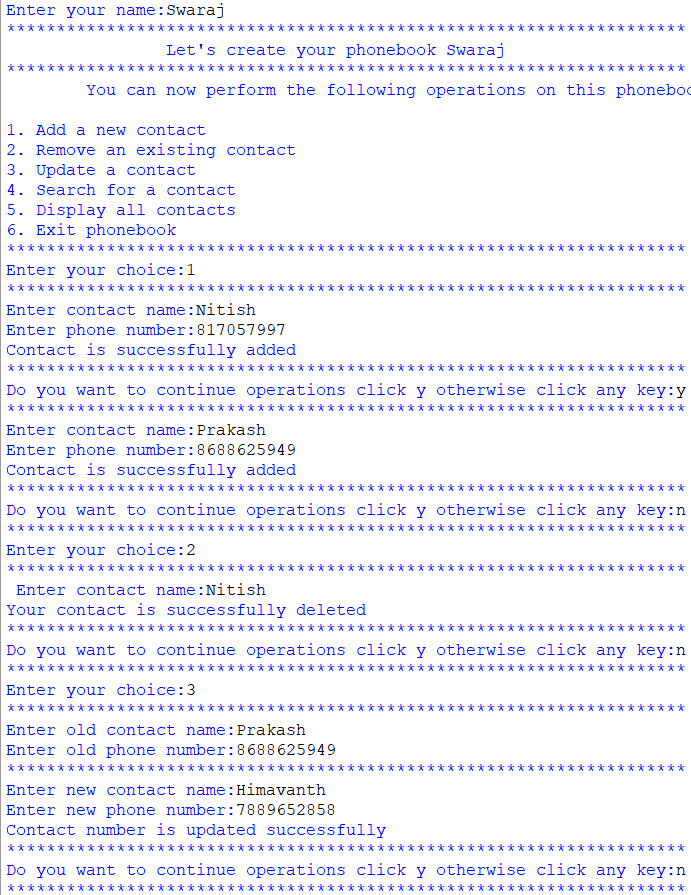 Enter your name:Swaraj
********************************************************************
Let's create your phonebook Swaraj
********************************************************************
You can now perform the following operations on this phoneboo
1. Add a new contact
2. Remove an existing contact
3. Update a contact
4. Search for a contact
5. Display all contacts
6. Exit phonebook
********************************************************************
Enter your choice:1
********************************************************************
Enter contact name:Nitish
Enter phone number:817057997
Contact is successfully added
********************************************************************
Do you want to continue operations click y otherwise click any key:y
********************************************************************
Enter contact name:Prakash
Enter phone number:8688625949
Contact is successfully added
********************************************************************
Do you want to continue operations click y otherwise click any key:n
********************************************************************
Enter your choice:2
********************************************************************
Enter contact name:Nitish
Your contact is successfully deleted
********************************************************************
Do you want to continue operations click y otherwise click any key:n
********************************************************************
Enter your choice:3
********************************************************************
Enter old contact name:Prakash
Enter old phone number:8688625949
********************************************************************
Enter new contact name:Himavanth
Enter new phone number:7889652858
Contact number is updated successfully
********************************************************************
Do you want to continue operations click y otherwise click any key:n
********************************************************************